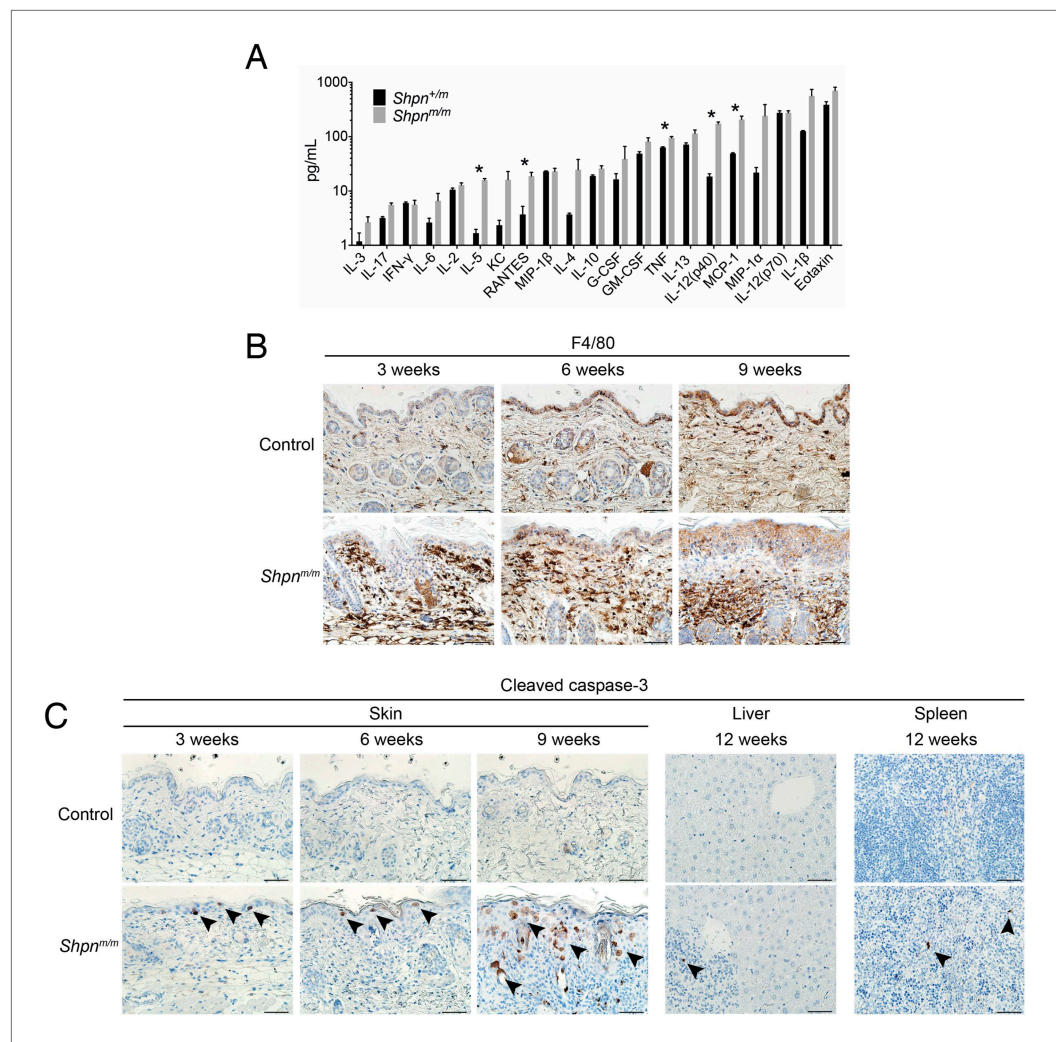 A
1000
100
10
1
pg/mL
Shpn+/m
Shpnm/m
*
*
*
*
*
IL-3
IL-17
IFN-γ
IL-6
IL-2
IL-5
KC
RANTES
MIP-1β
IL-4
IL-10
G-CSF
GM-CSF
TNF
IL-13
IL-12(p40)
MCP-1
MIP-1α
IL-12(p70)
IL-1β
Eotaxin
B
F4/80
3 weeks 6 weeks 9 weeks
Control
Shpnm/m
C
Cleaved caspase-3
Skin Liver Spleen
3 weeks 6 weeks 9 weeks 12 weeks 12 weeks
Control
Shpnm/m